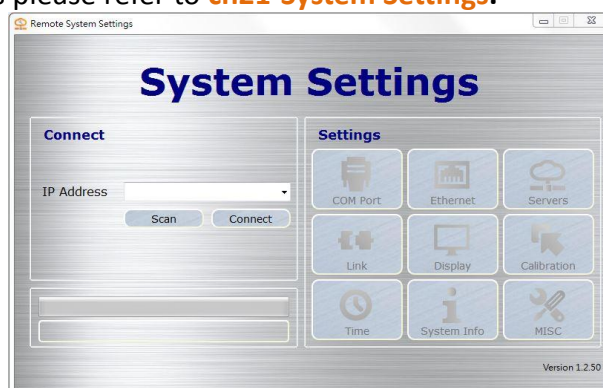 please refer to ch21-System Settings.
Remote System Settings
System Settings
Connect
IP Address
Scan Connect
Settings
COM Port Ethernet Servers
Link Display Calibration
Time System Info MISC
Version 1.2.50